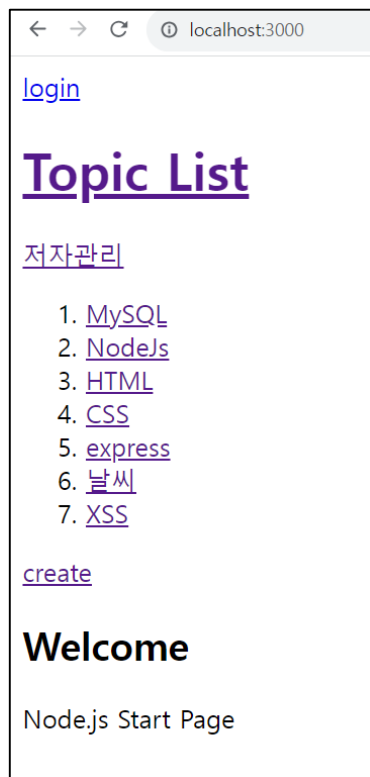 localhost:3000
login
Topic List
저자관리
1. MySQL
2. NodeJs
3. HTML
4. CSS
5. express
6. 날씨
7. XSS
create
Welcome
Node.js Start Page